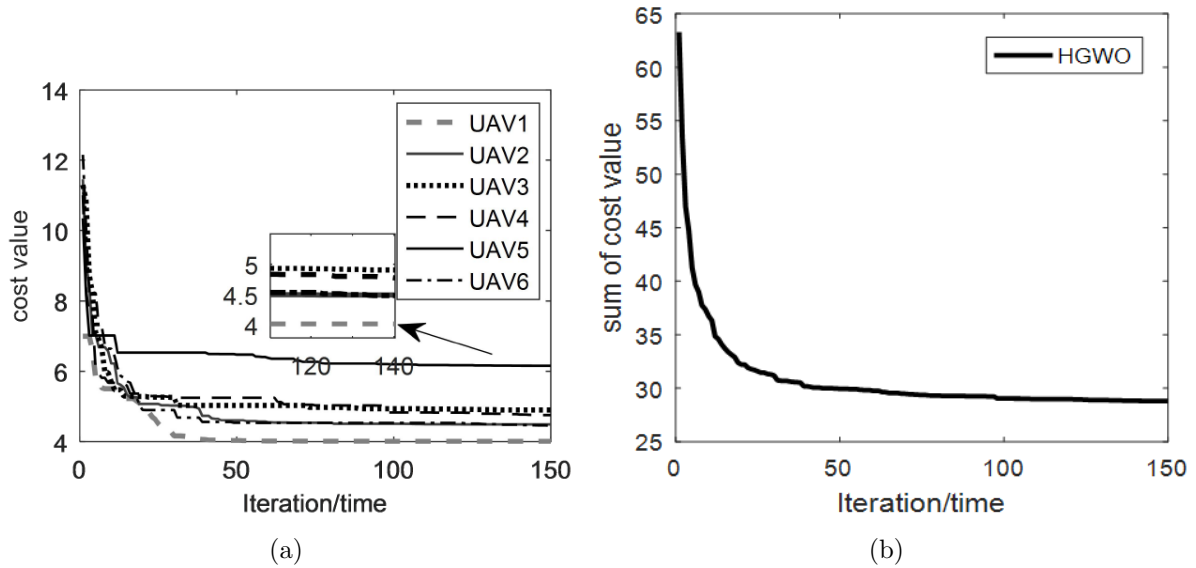 14
12
10
8
6
4
cost value
0
50
100
150
Iteration/time
UAV1
UAV2
UAV3
UAV4
UAV5
UAV6
5
4.5
4
120
140
(a)
65
60
55
50
45
40
35
30
25
sum of cost value
0
50
100
150
Iteration/time
HGWO
(b)